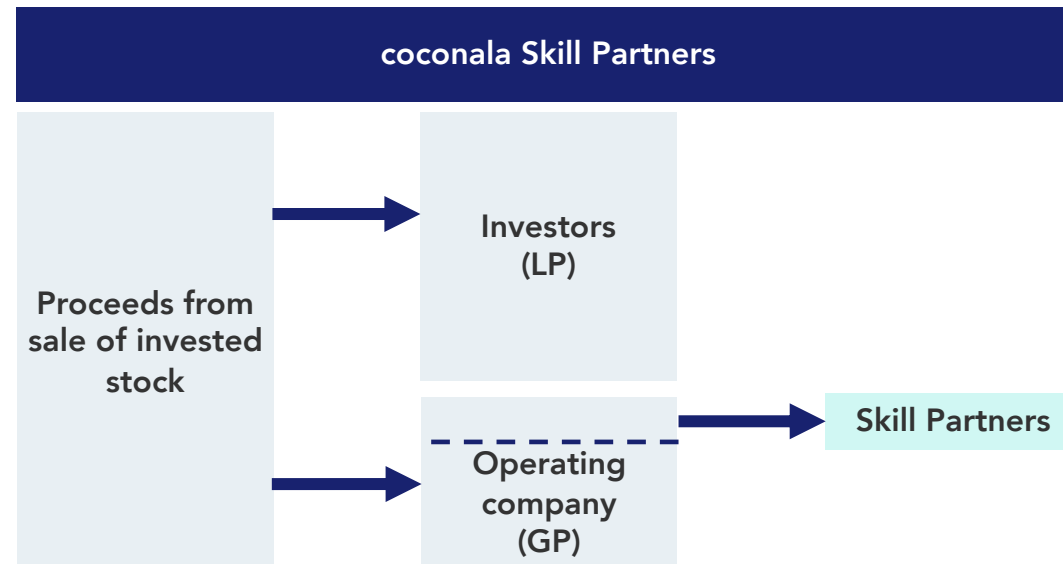 coconala Skill Partners
Proceeds from
sale of invested
stock
Investors
(LP)
Operating
company
(GP)
Skill Partners